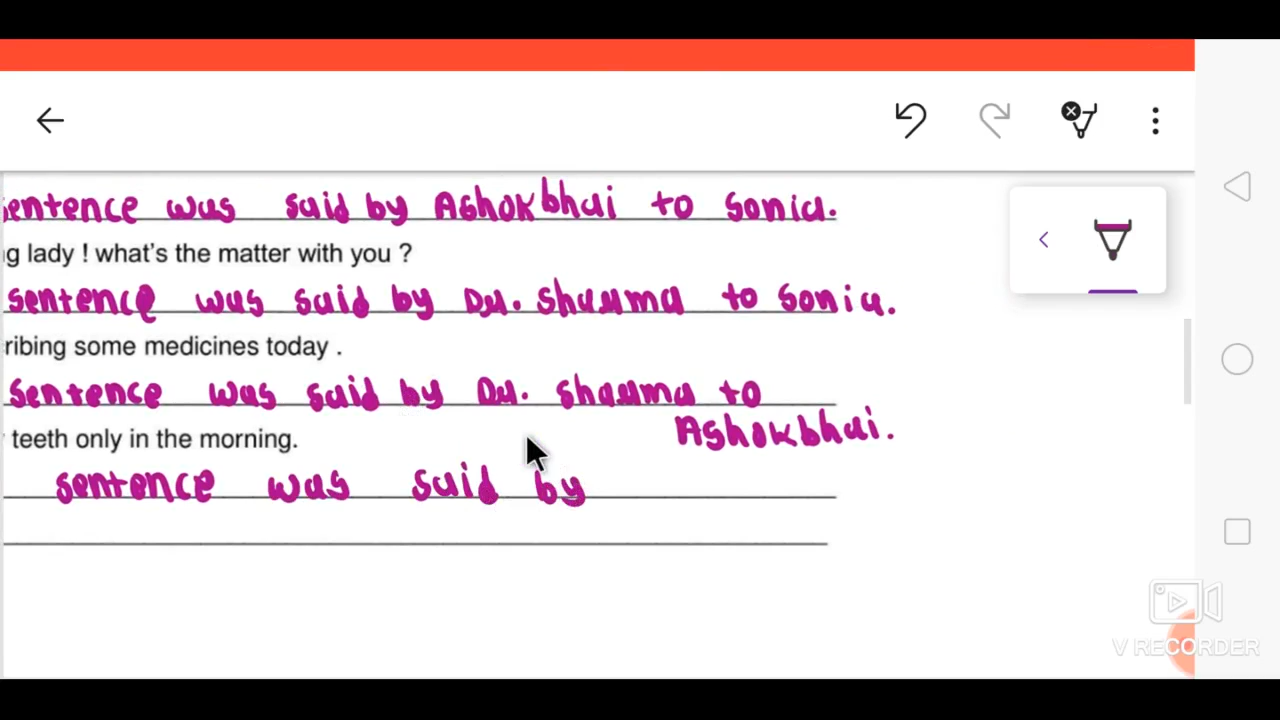 sentence was said by Ashokbhai to Sonia.
g lady ! what's the matter with you ?
sentence was said by Dr. Sharma to Sonia.
ribing some medicines today .
sentence was said by Dr. Sharma to
Ashokbhai.
teeth only in the morning.
sentence was said by
V RECORDER